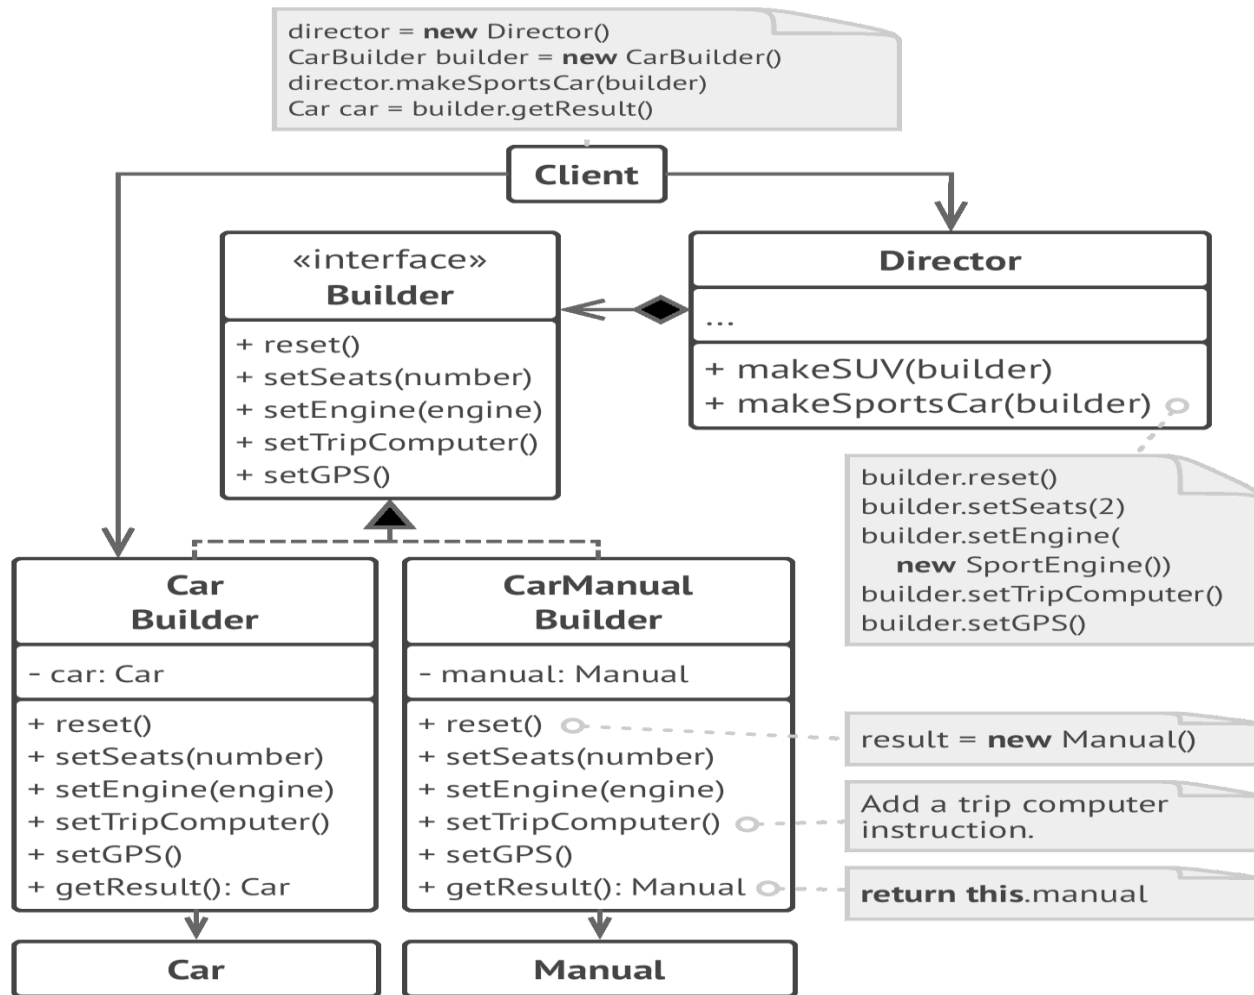 director = new Director()
CarBuilder builder = new CarBuilder()
director.makeSportsCar(builder)
Car car = builder.getResult()
Client
«interface»
Builder
+ reset()
+ setSeats(number)
+ setEngine(engine)
+ setTripComputer()
+ setGPS()
Director
...
+ makeSUV(builder)
+ makeSportsCar(builder)
builder.reset()
builder.setSeats(2)
builder.setEngine(
new SportEngine())
builder.setTripComputer()
builder.setGPS()
Car
Builder
- car: Car
+ reset()
+ setSeats(number)
+ setEngine(engine)
+ setTripComputer()
+ setGPS()
+ getResult(): Car
CarManual
Builder
- manual: Manual
+ reset()
+ setSeats(number)
+ setEngine(engine)
+ setTripComputer()
+ setGPS()
+ getResult(): Manual
result = new Manual()
Add a trip computer
instruction.
return this.manual
Car
Manual